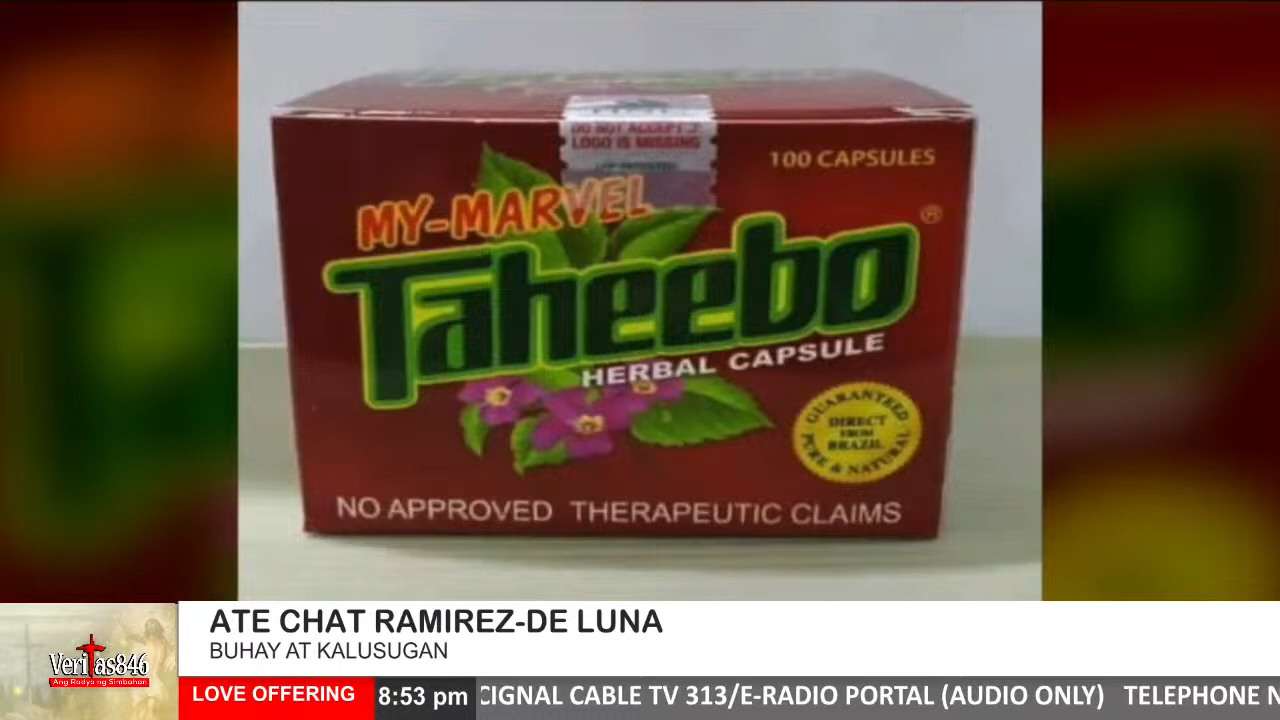 DO NOT ACCEPT IF
LOGO IS MISSING
100 CAPSULES
MY-MARVEL
Taheebo ®
HERBAL CAPSULE
GUARANTEED
DIRECT
FROM
BRAZIL
PURE & NATURAL
NO APPROVED THERAPEUTIC CLAIMS
ATE CHAT RAMIREZ-DE LUNA
BUHAY AT KALUSUGAN
Veritas846
Ang Radyo ng Simbahan
LOVE OFFERING
8:53 pm
CIGNAL CABLE TV 313/E-RADIO PORTAL (AUDIO ONLY) TELEPHONE N